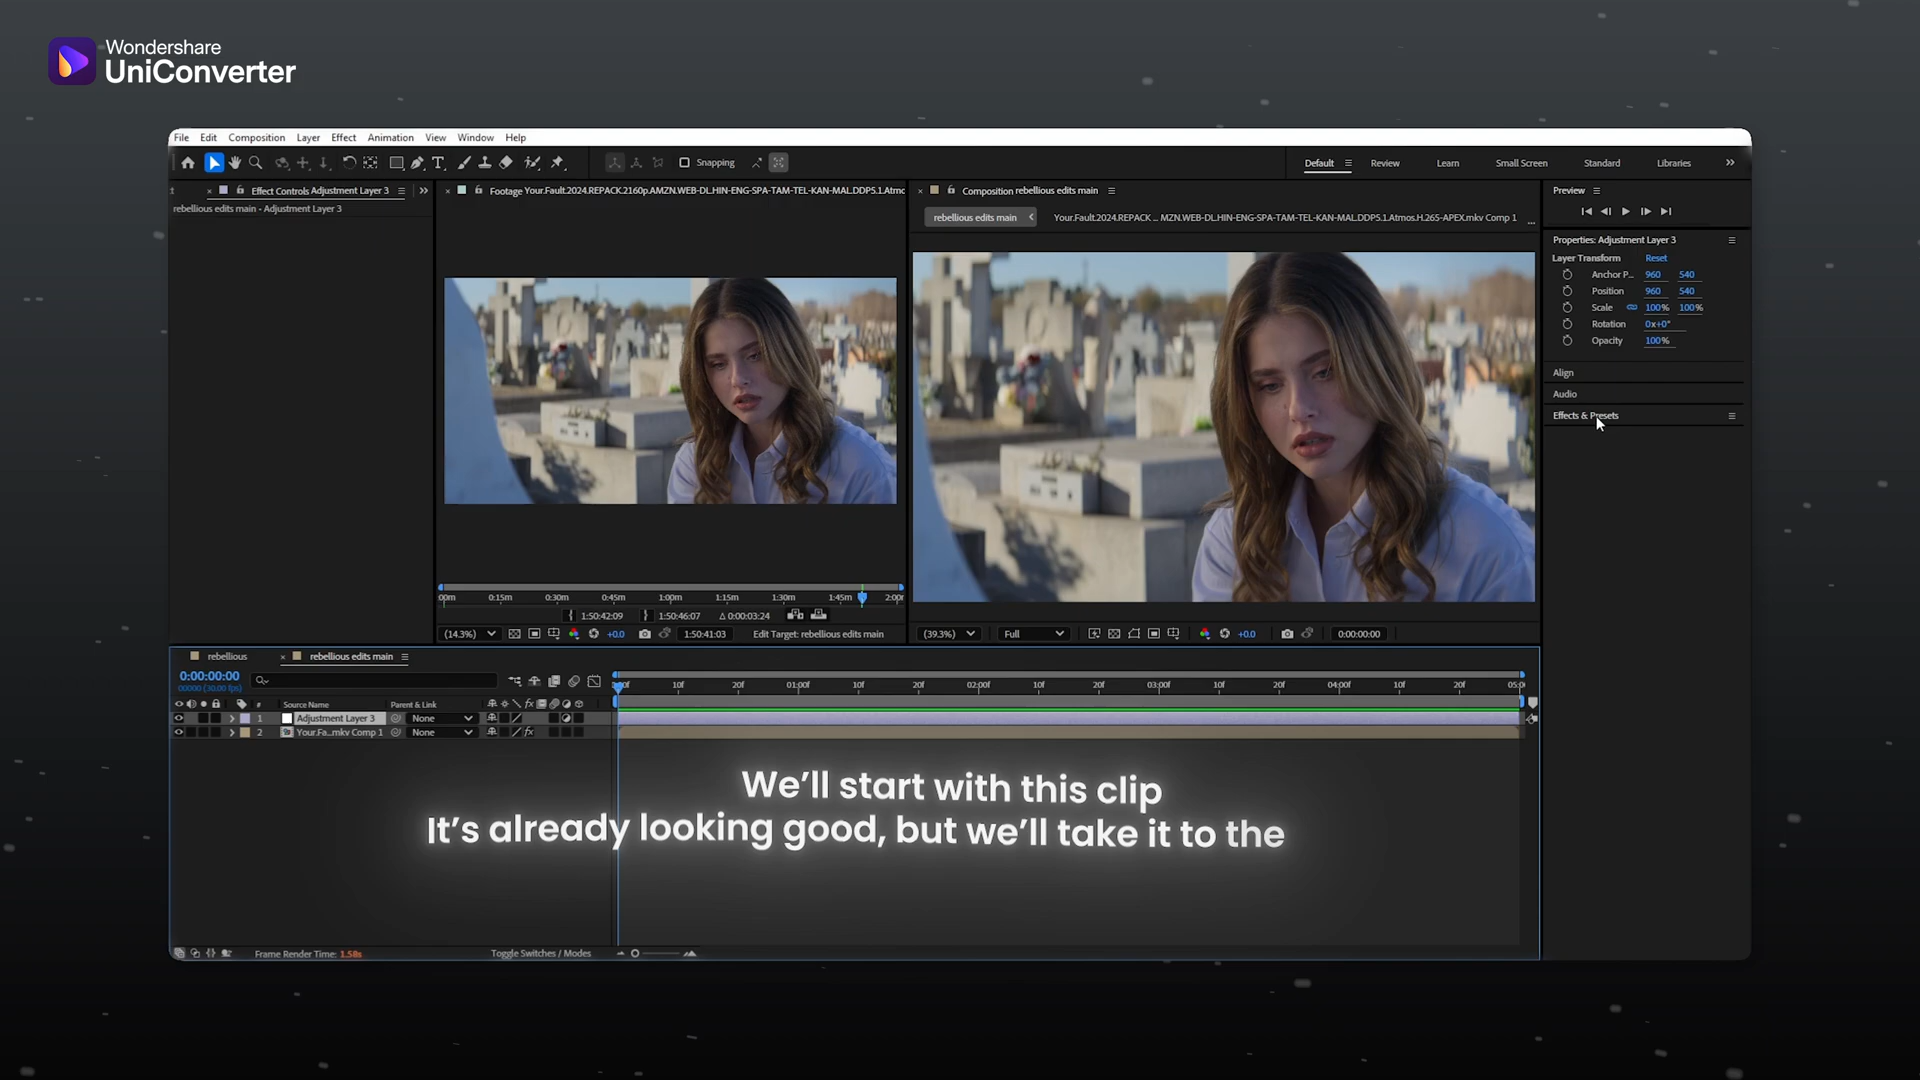 Wondershare
UniConverter
File Edit Composition Layer Effect Animation View Window Help
Snapping
Default Review Learn Small Screen Standard Libraries
Effect Controls Adjustment Layer 3
Footage Your.Fault.2024.REPACK.2160p.AMZN.WEB-DL.HIN-ENG-SPA-TAM-TEL-KAN-MAL.DDP5.1.Atmo
Composition rebellious edits main
Preview
rebellious edits main - Adjustment Layer 3
rebellious edits main
Your.Fault.2024.REPACK ... MZN.WEB-DL.HIN-ENG-SPA-TAM-TEL-KAN-MAL.DDP5.1.Atmos.H.265-APEX.mkv Comp 1 ...
Properties: Adjustment Layer 3
Layer Transform Reset
Anchor P... 960 540
Position 960 540
Scale 100% 100%
Rotation 0x+0°
Opacity 100%
Align
Audio
Effects & Presets
00m 0:15m 0:30m 0:45m 1:00m 1:15m 1:30m 1:45m 2:00m
1:50:42:09 1:50:46:07 Δ 0:00:03:24
(14.3%) +0.0 1:50:41:03 Edit Target: rebellious edits main
(39.3%) Full +0.0 0:00:00:00
rebellious rebellious edits main
0:00:00:00
00000 (30.00 fps)
:00f 10f 20f 01:00f 10f 20f 02:00f 10f 20f 03:00f 10f 20f 04:00f 10f 20f 05:0
# Source Name Parent & Link
1 Adjustment Layer 3 None
2 Your.Fa...mkv Comp 1 None
We'll start with this clip
It's already looking good, but we'll take it to the
Frame Render Time: 1.58s Toggle Switches / Modes